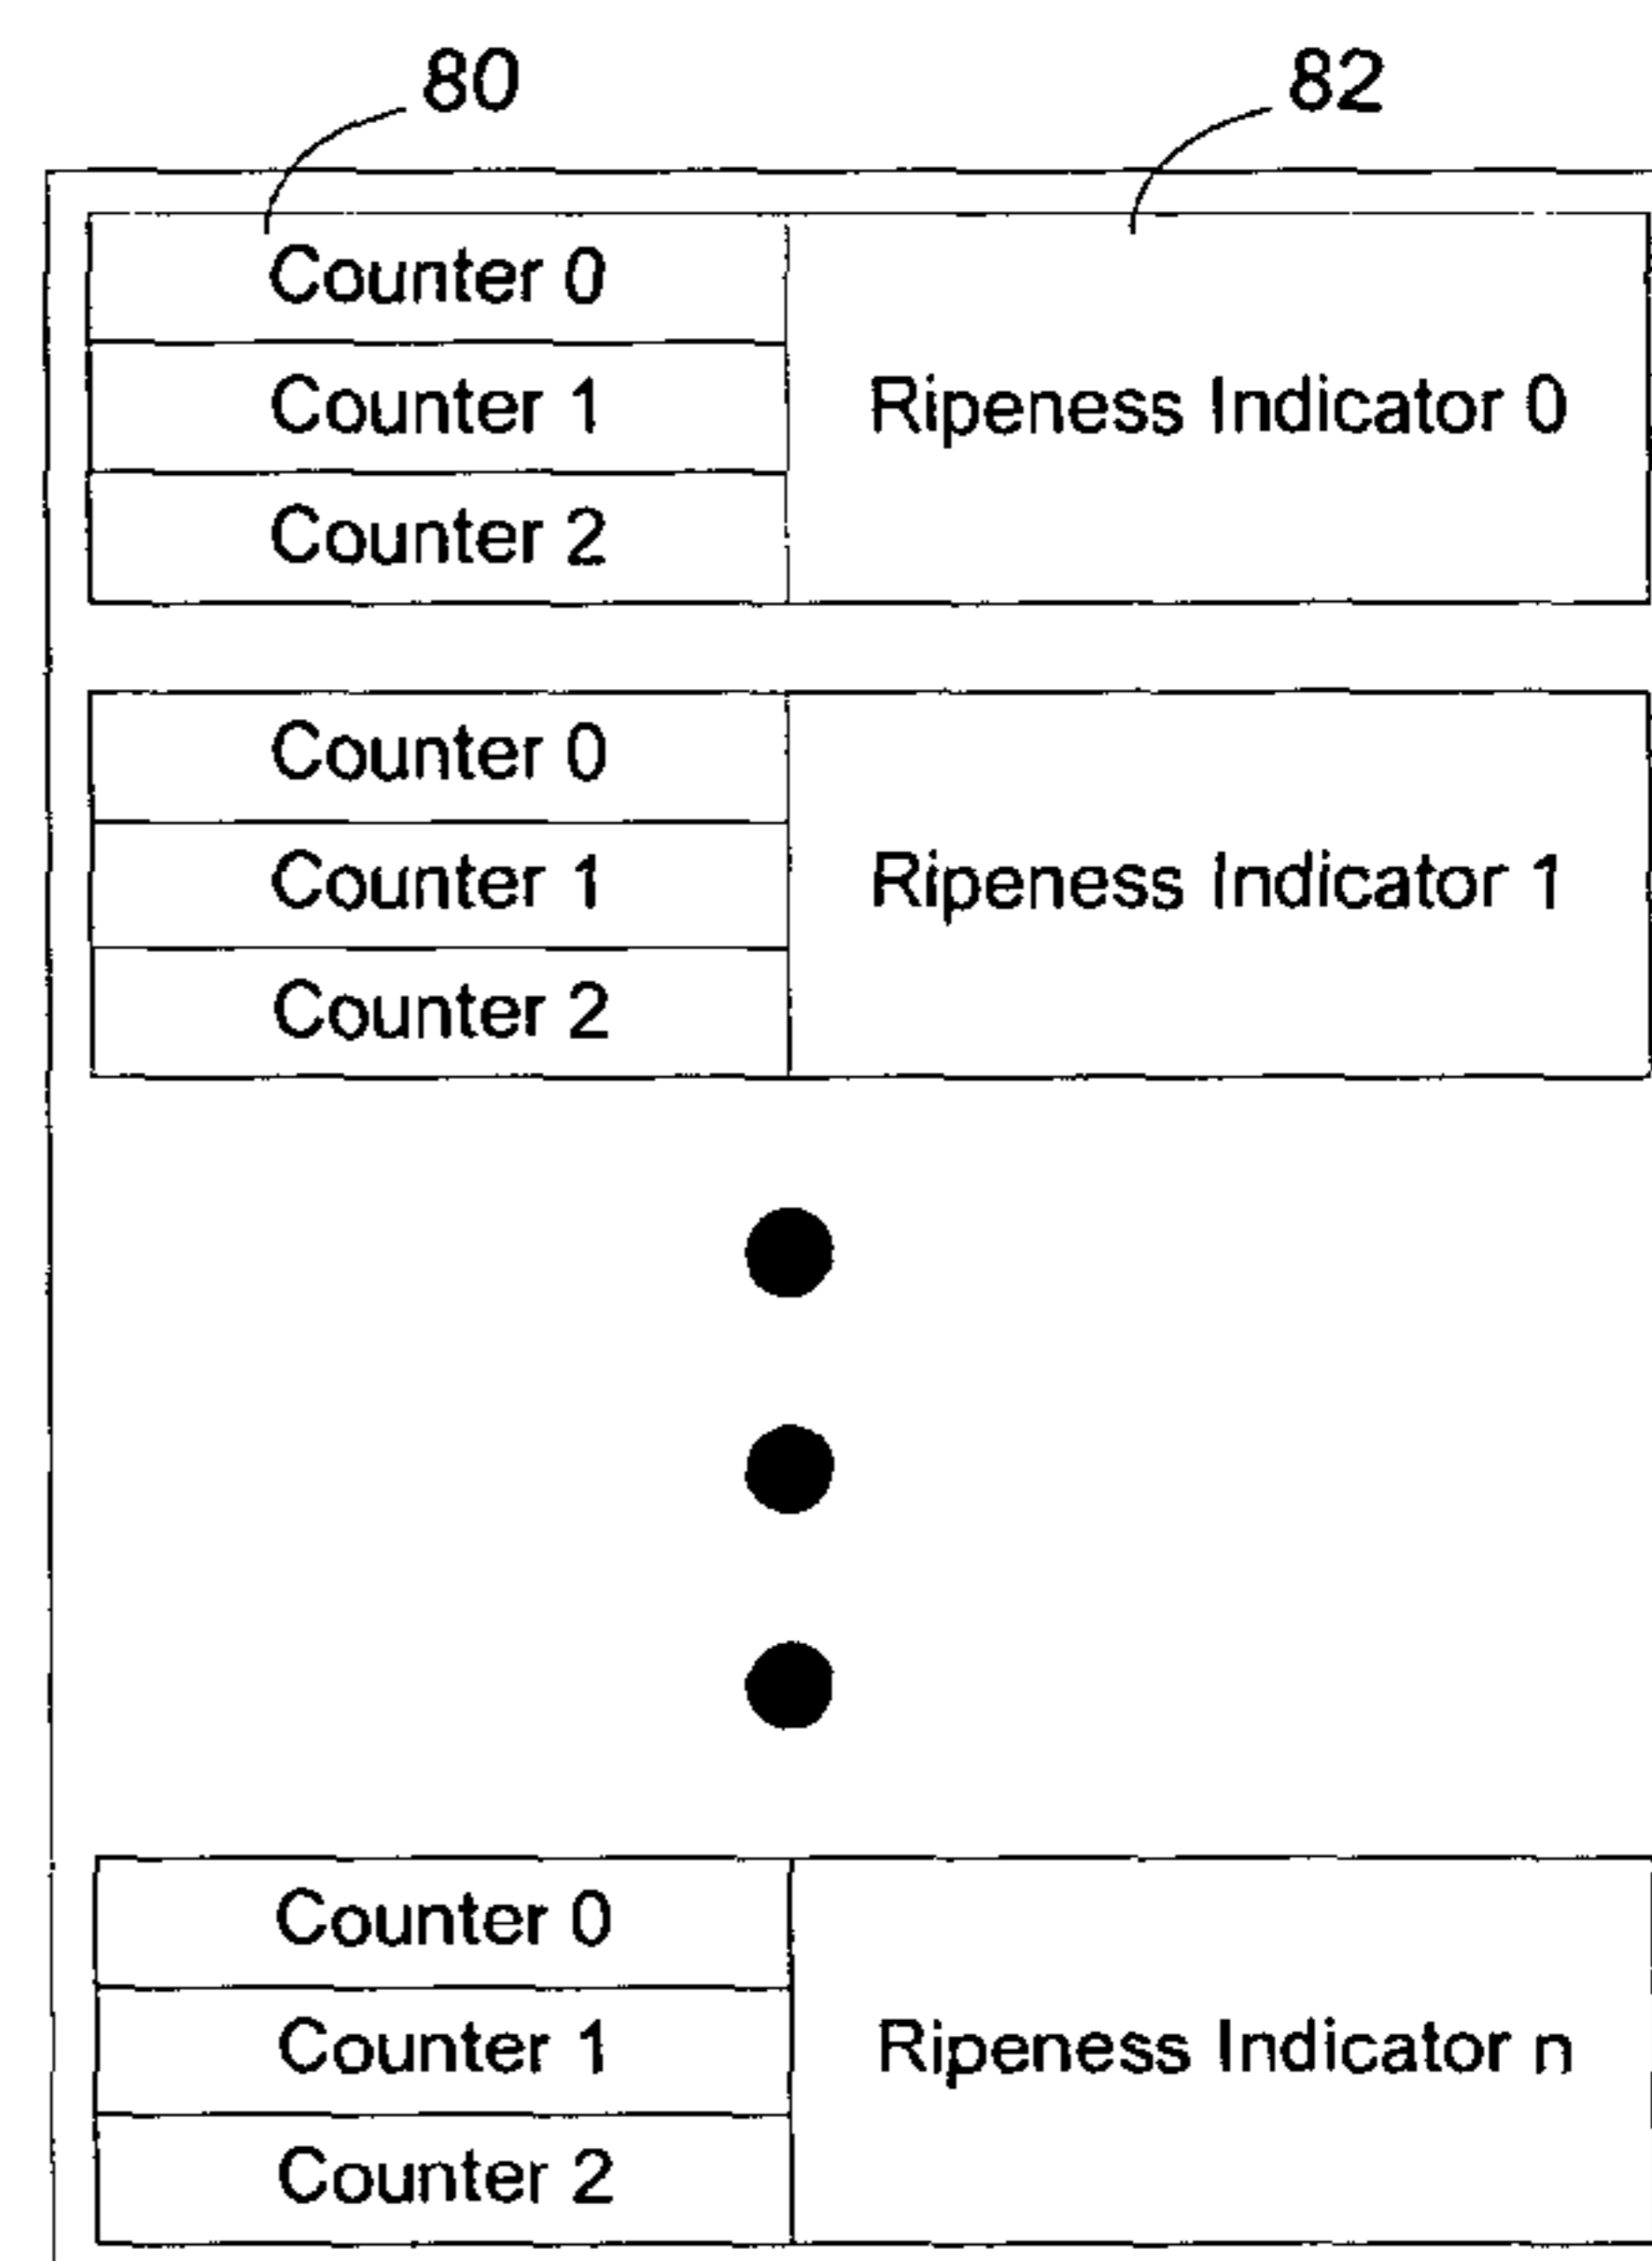 80 82
Counter 0
Counter 1
Ripeness Indicator 0
Counter 2
Counter 0
Counter 1
Ripeness Indicator 1
Counter 2
Counter 0
Counter 1
Ripeness Indicator n
Counter 2